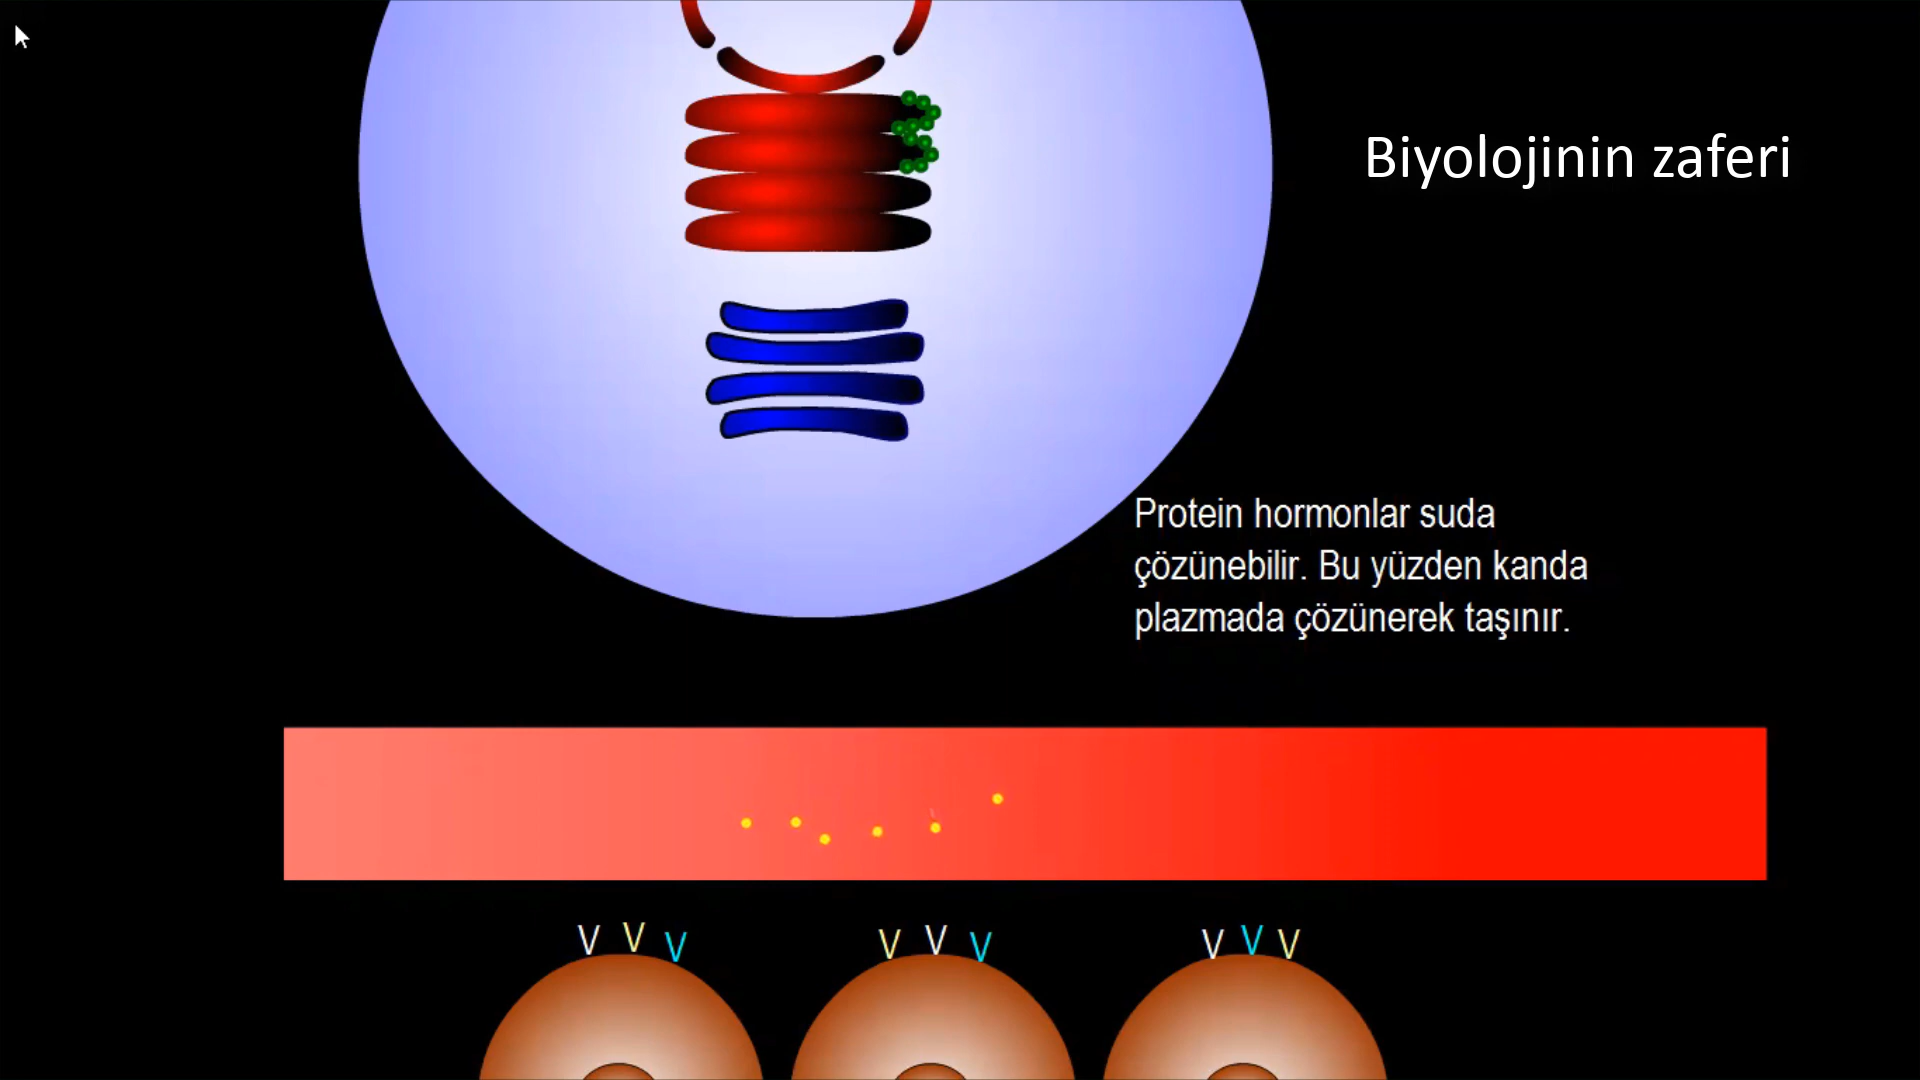 Biyolojinin zaferi
Protein hormonlar suda
çözünebilir. Bu yüzden kanda
plazmada çözünerek taşınır.
V V V V V V V V V